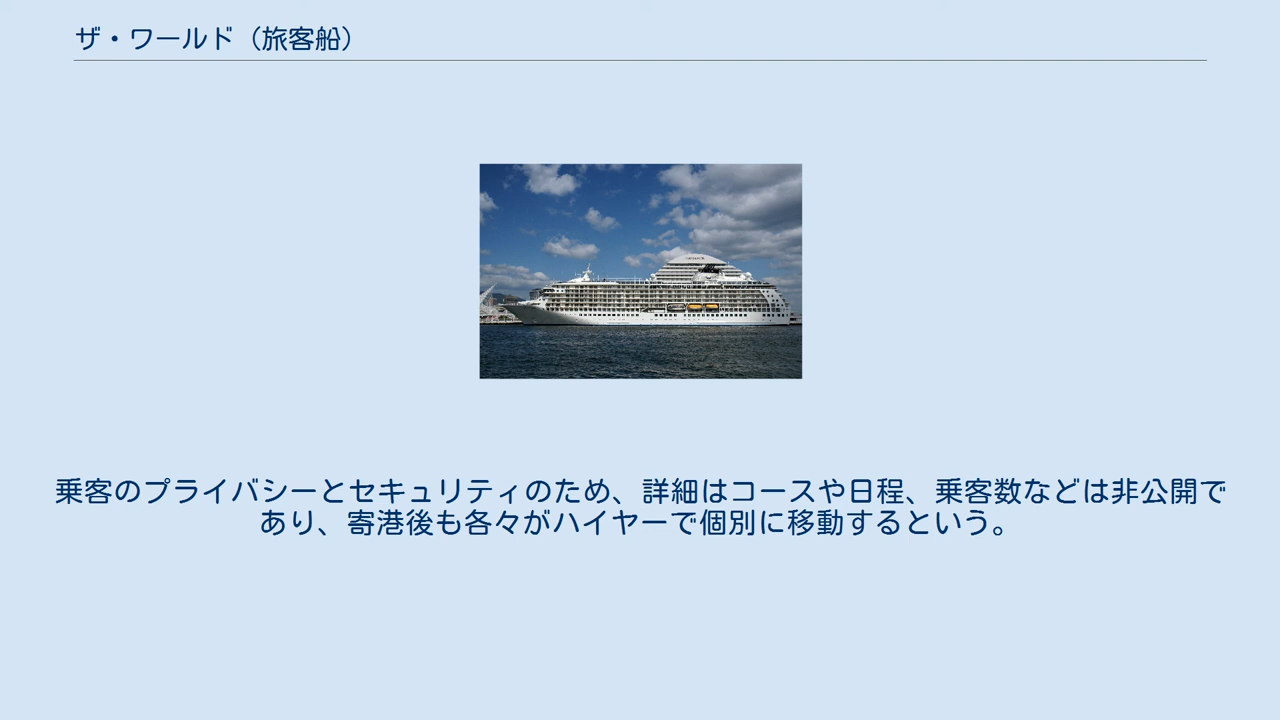 ザ・ワールド（旅客船）
乗客のプライバシーとセキュリティのため、詳細はコースや日程、乗客数などは非公開で
あり、寄港後も各々がハイヤーで個別に移動するという。